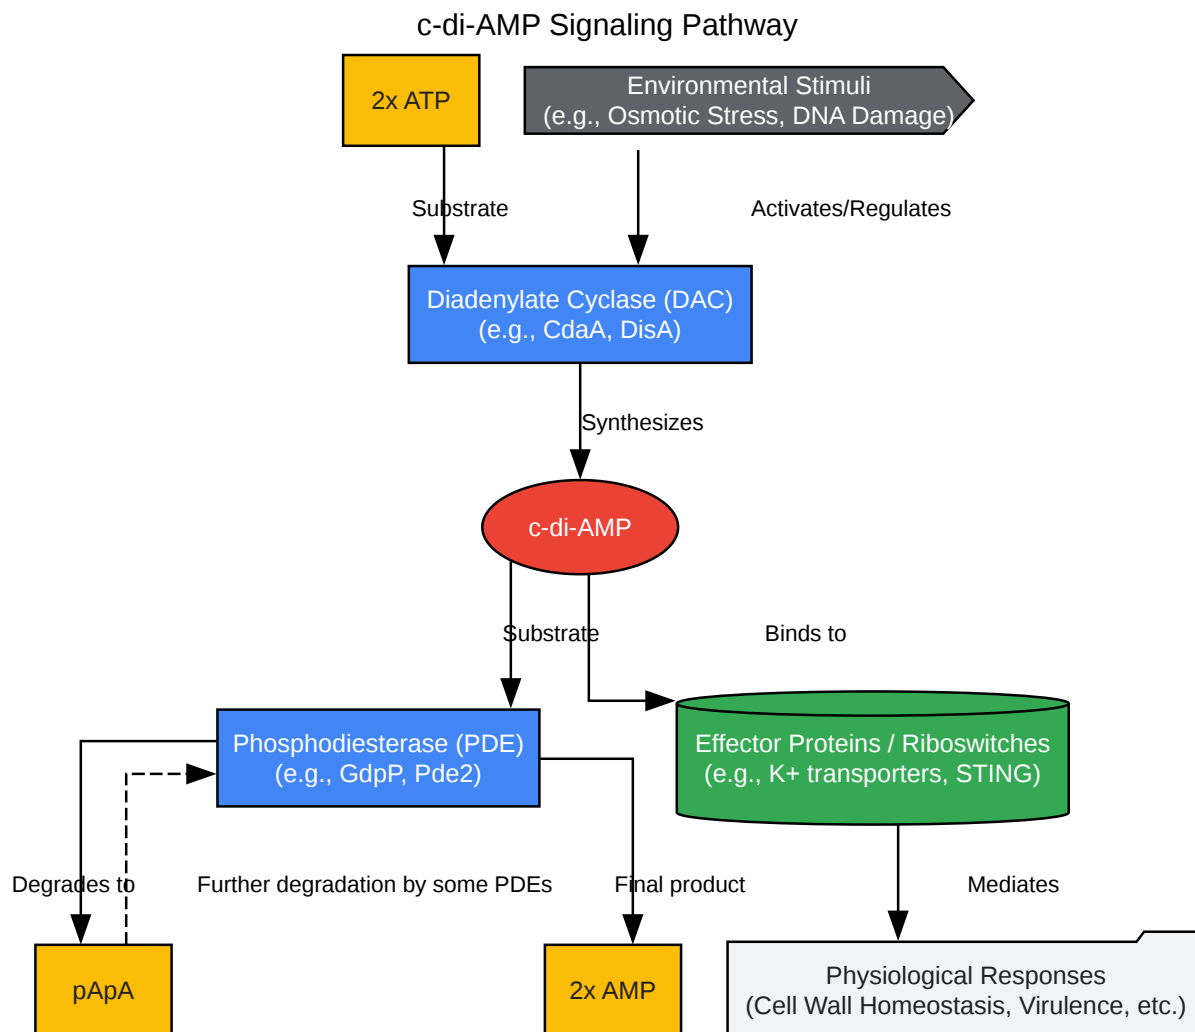 c-di-AMP Signaling Pathway
2x ATP
Environmental Stimuli
(e.g., Osmotic Stress, DNA Damage)
Substrate
Activates/Regulates
Diadenylate Cyclase (DAC)
(e.g., CdaA, DisA)
Synthesizes
c-di-AMP
Substrate
Binds to
Phosphodiesterase (PDE)
(e.g., GdpP, Pde2)
Effector Proteins / Riboswitches
(e.g., K+ transporters, STING)
Degrades to
Further degradation by some PDEs
Final product
Mediates
pApA
2x AMP
Physiological Responses
(Cell Wall Homeostasis, Virulence, etc.)